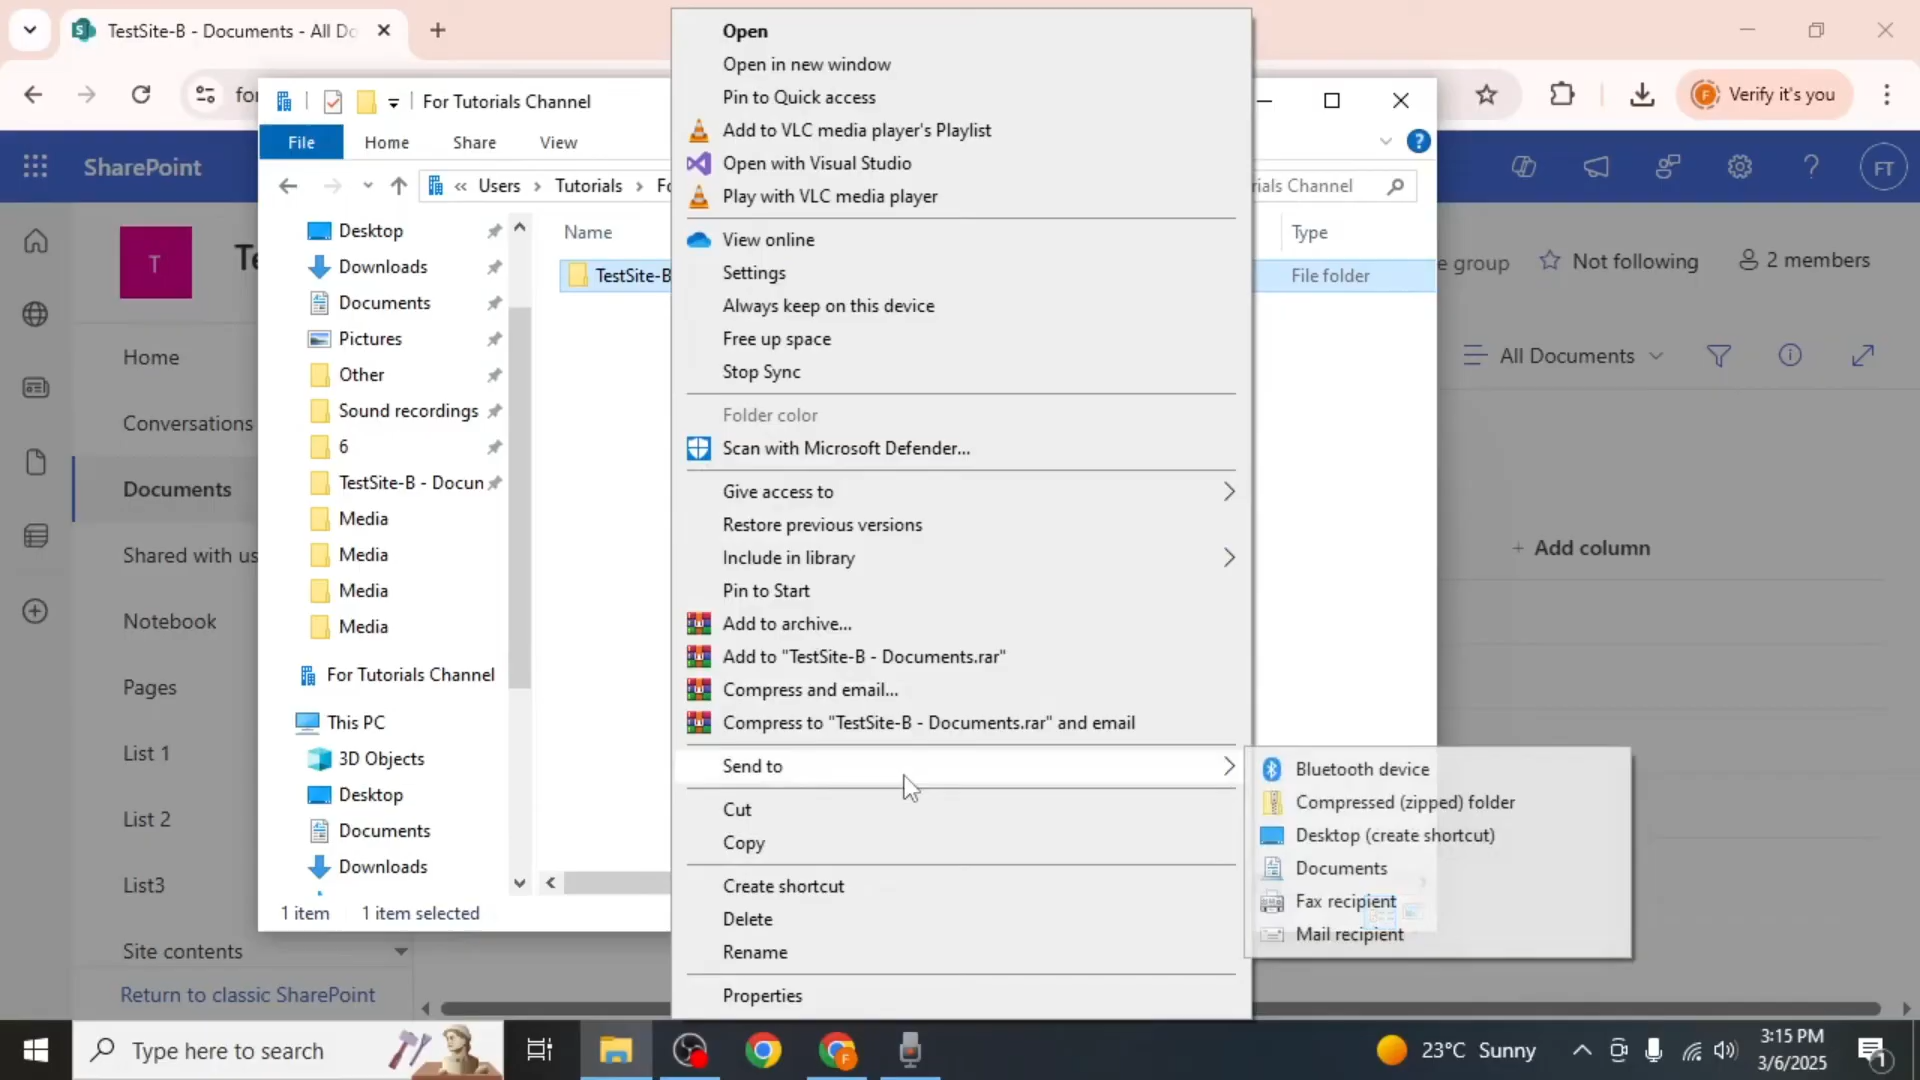 TestSite-B - Documents - All Do
for
Verify it's you
SharePoint
FT
T
Te
e group
Not following
2 members
Home
Conversations
Documents
Shared with us
Notebook
Pages
List 1
List 2
List3
Site contents
Return to classic SharePoint
All Documents
+ Add column
For Tutorials Channel
File
Home
Share
View
« Users > Tutorials > Fo
rials Channel
Desktop
Downloads
Documents
Pictures
Other
Sound recordings
6
TestSite-B - Docun
Media
Media
Media
Media
For Tutorials Channel
This PC
3D Objects
Desktop
Documents
Downloads
Name
Type
TestSite-B
File folder
1 item
1 item selected
Open
Open in new window
Pin to Quick access
Add to VLC media player's Playlist
Open with Visual Studio
Play with VLC media player
View online
Settings
Always keep on this device
Free up space
Stop Sync
Folder color
Scan with Microsoft Defender...
Give access to
Restore previous versions
Include in library
Pin to Start
Add to archive...
Add to "TestSite-B - Documents.rar"
Compress and email...
Compress to "TestSite-B - Documents.rar" and email
Send to
Cut
Copy
Create shortcut
Delete
Rename
Properties
Bluetooth device
Compressed (zipped) folder
Desktop (create shortcut)
Documents
Fax recipient
Mail recipient
Type here to search
23°C Sunny
3:15 PM
3/6/2025
1